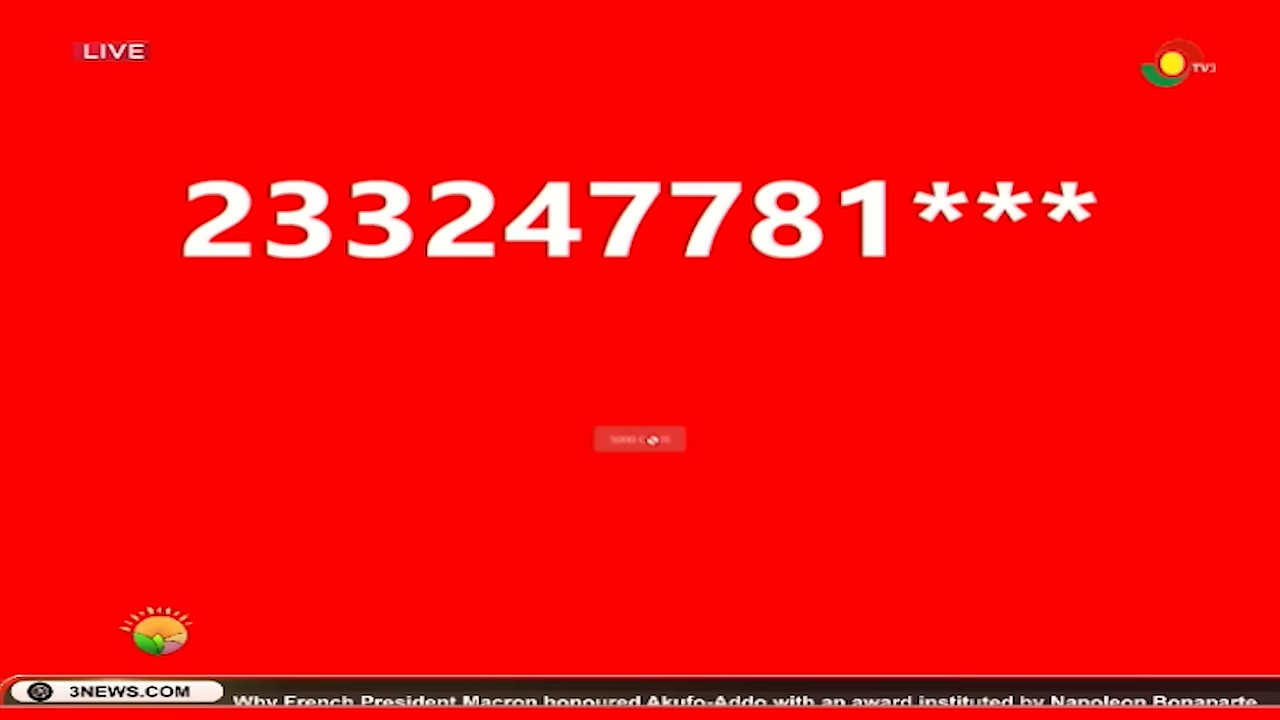 LIVE
TV3
233247781***
3NEWS.COM
Why French President Macron honoured Akufo-Addo with an award instituted by Napoleon Bonaparte